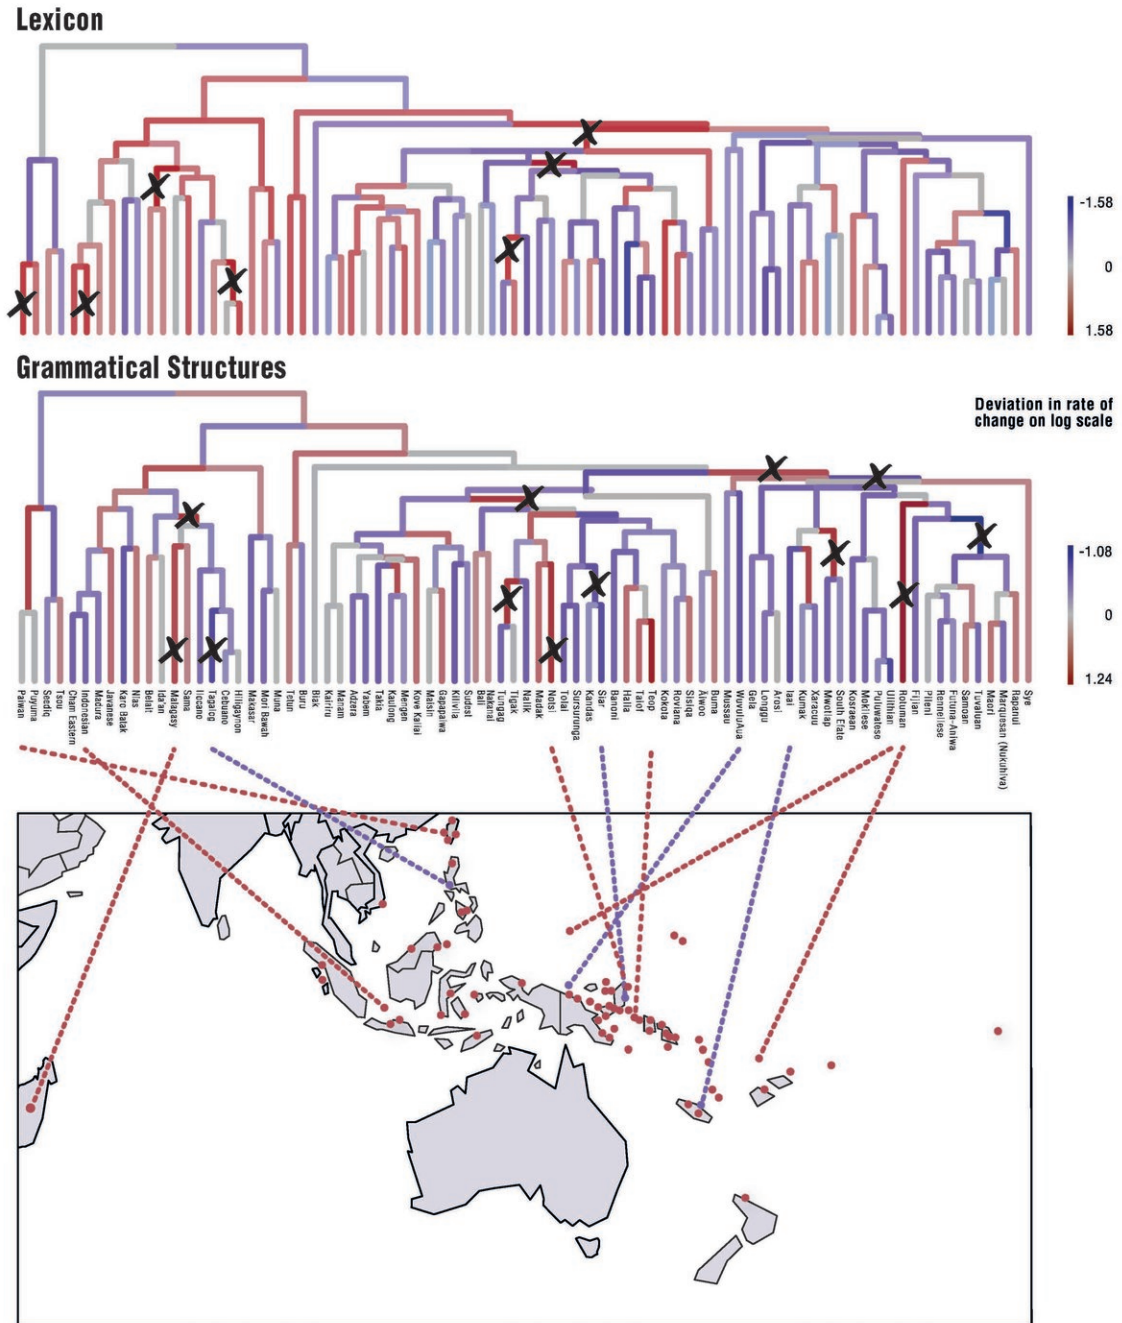 Lexicon
-1.58
0
1.58
Grammatical Structures
Deviation in rate of
change on log scale
-1.08
0
1.24
Paiwan
Puyuma
Seediq
Tsou
Cham Eastern
Indonesian
Madura
Javanese
Karo Batak
Nias
Belait
Ida'an
Malagasy
Sama
Ilocano
Tagalog
Cebuano
Hiligaynon
Makasar
Mori Bawah
Muna
Tetun
Buru
Biak
Kairiru
Manam
Adzera
Yabem
Takia
Kaulong
Mengen
Kove Kaliai
Maisin
Gapapaiwa
Kilivila
Sudest
Bali
Nakanai
Tungag
Tigak
Nalik
Madak
Notsi
Tolai
Sursurunga
Kandas
Siar
Banoni
Halia
Taiof
Teop
Kokota
Roviana
Sisiqa
Äiwoo
Buma
Mussau
WuvuluAua
Gela
Longgu
Arosi
Iaai
Kumak
Xaracuu
Mwotlap
South Efate
Kosraean
Mokilese
Puluwatese
Ulithian
Rotuman
Fijian
Pileni
Rennellese
Futuna-Aniwa
Samoan
Tuvaluan
Maori
Marquesan (Nukuhiva)
Rapanui
Sye